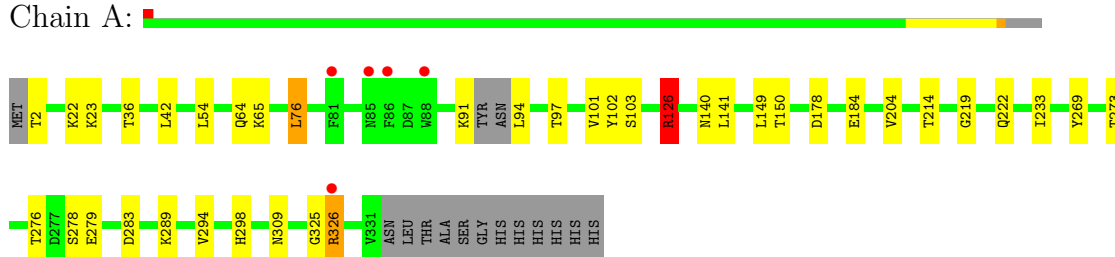 Chain A:
MET T2 K22 K23 T36 L42 L54 Q64 K65 L76 F81 N85 F86 D87 W88 K91 TYR ASN L94 T97 V101 Y102 S103 R126 N140 L141 L149 T150 D178 E184 V204 T214 G219 Q222 I233 Y269 T273
T276 D277 S278 E279 D283 K289 V294 H298 N309 G325 R326 V331 ASN LEU THR ALA SER GLY HIS HIS HIS HIS HIS HIS